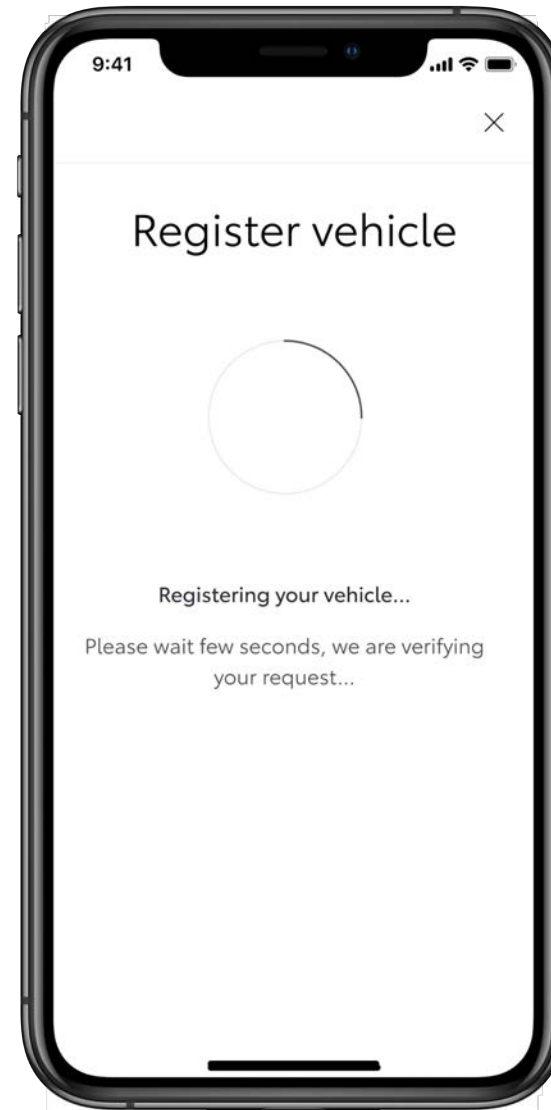 9:41
Register vehicle
Registering your vehicle...
Please wait few seconds, we are verifying
your request...